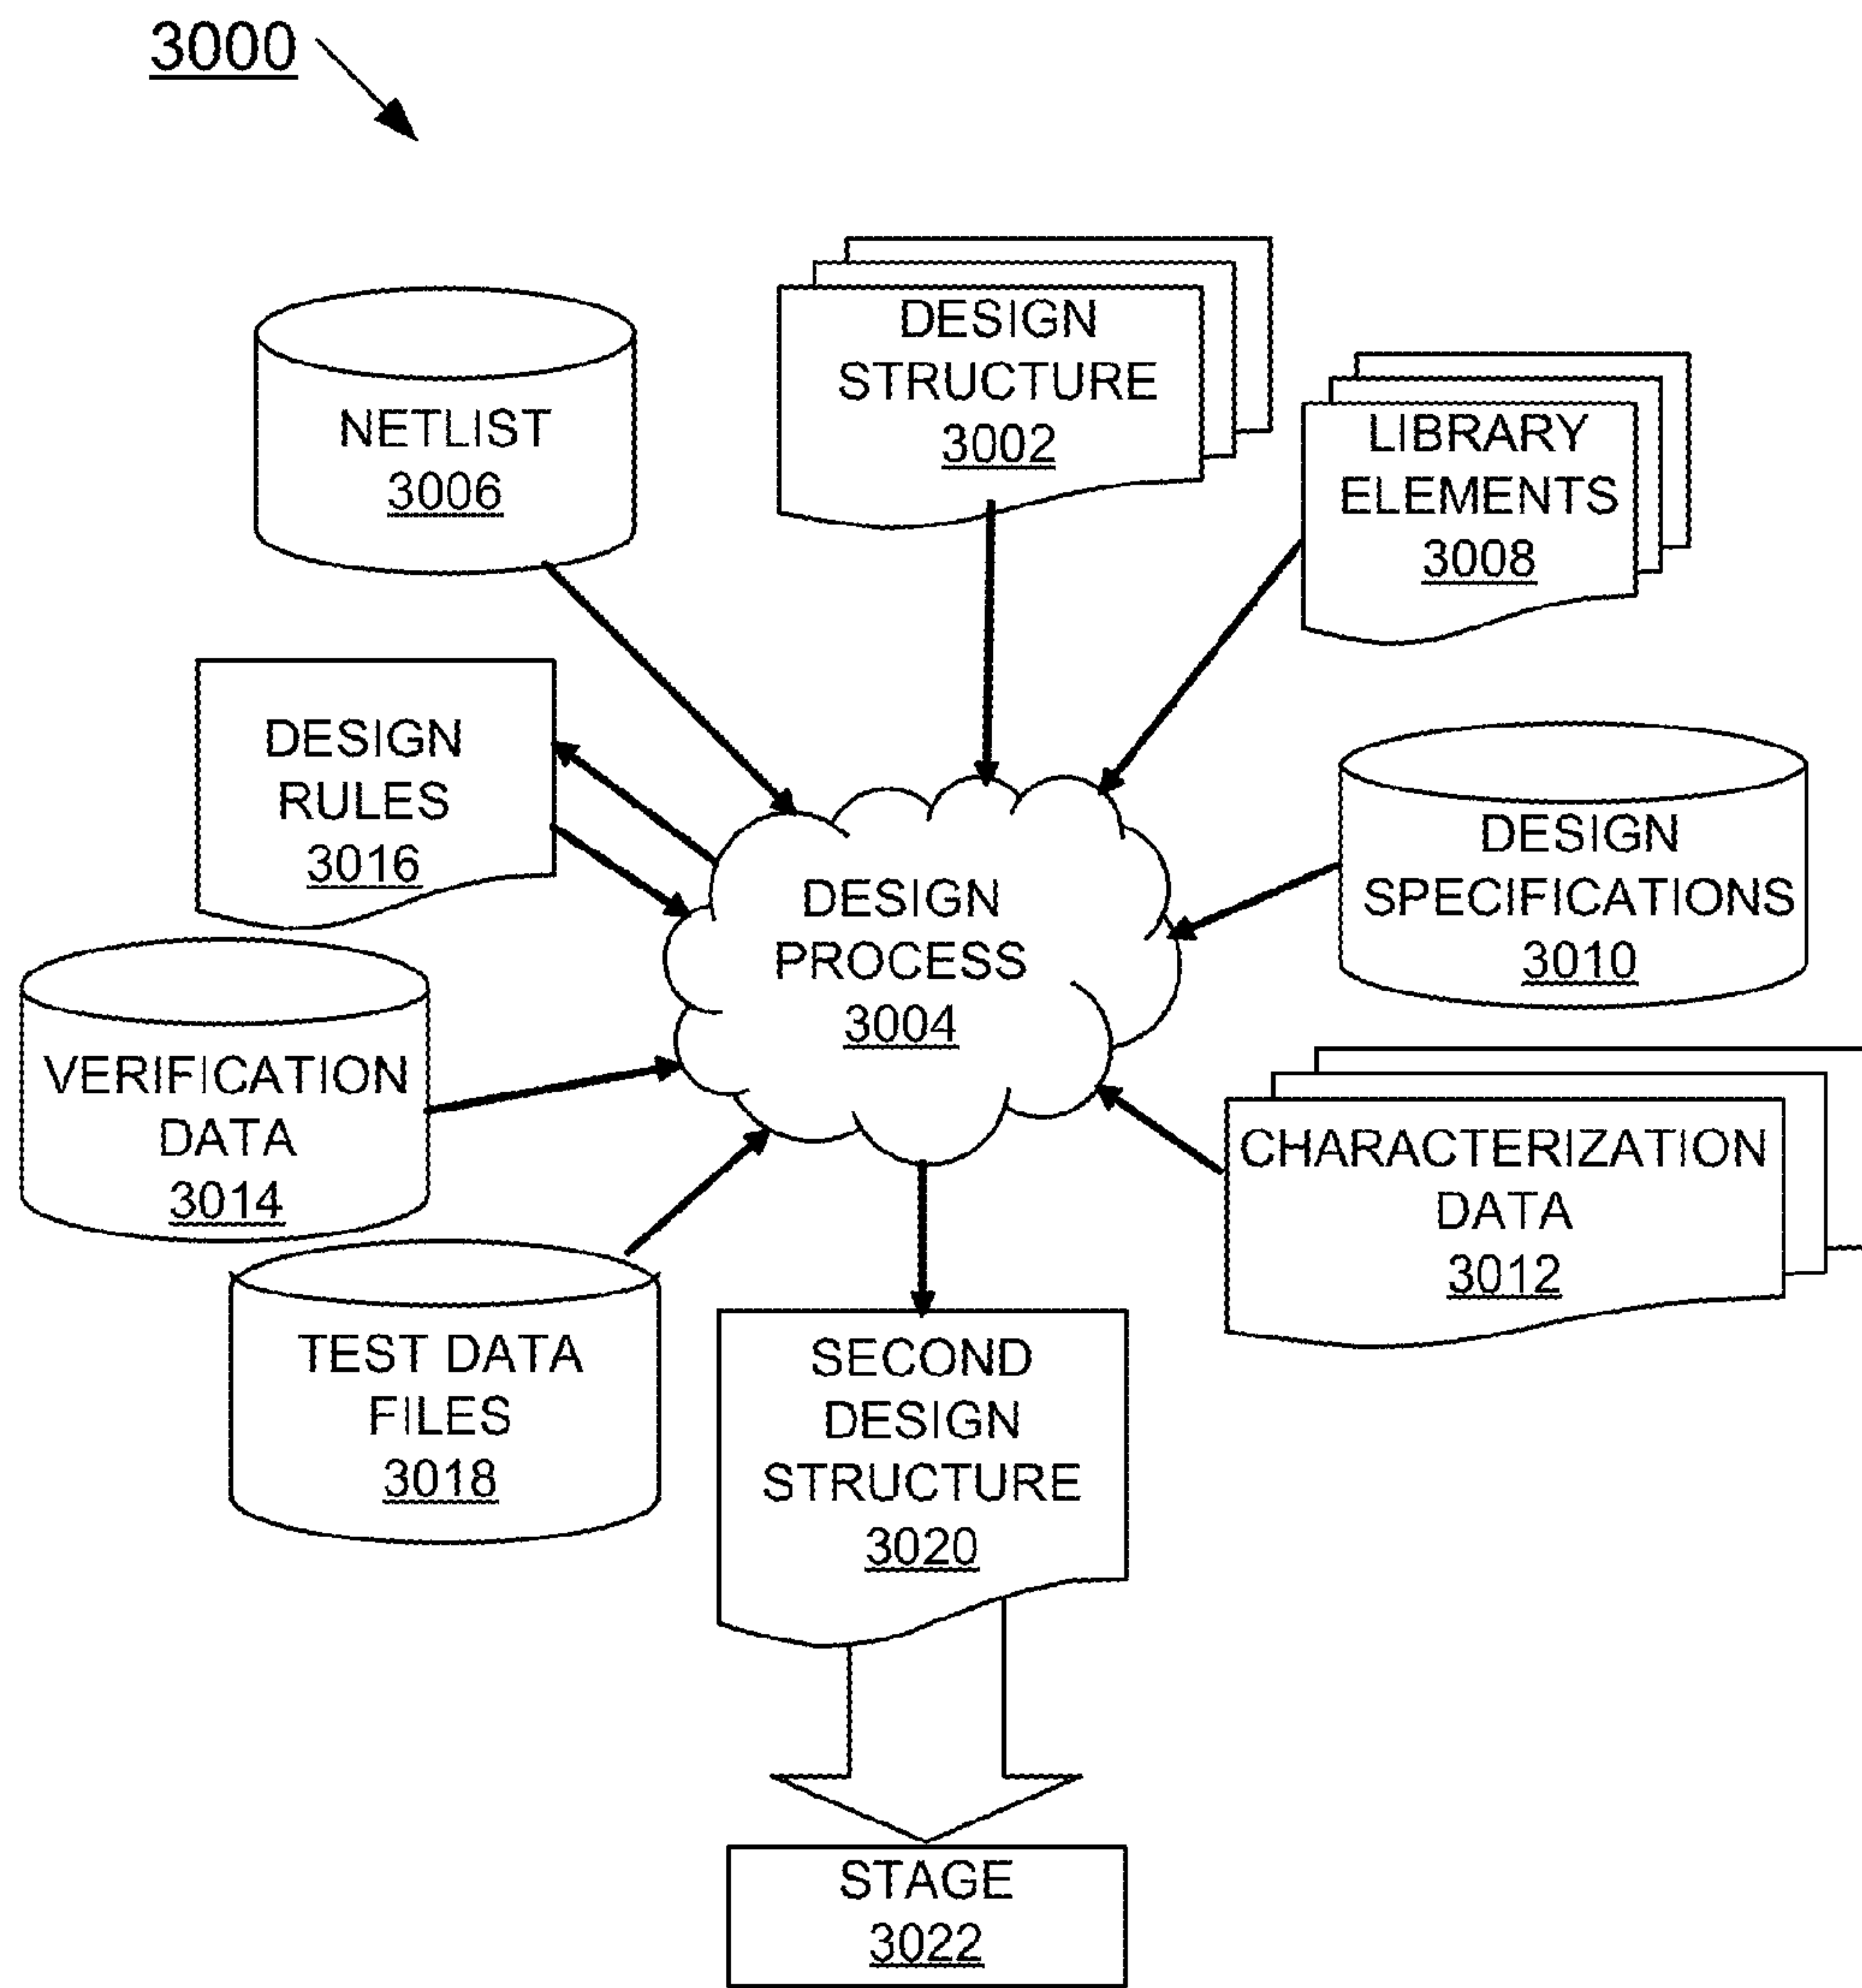 3000
DESIGN
STRUCTURE
3002
NETLIST
3006
LIBRARY
ELEMENTS
3008
DESIGN
RULES
3016
DESIGN
SPECIFICATIONS
3010
DESIGN
PROCESS
3004
VERIFICATION
DATA
3014
CHARACTERIZATION
DATA
3012
TEST DATA
FILES
3018
SECOND
DESIGN
STRUCTURE
3020
STAGE
3022